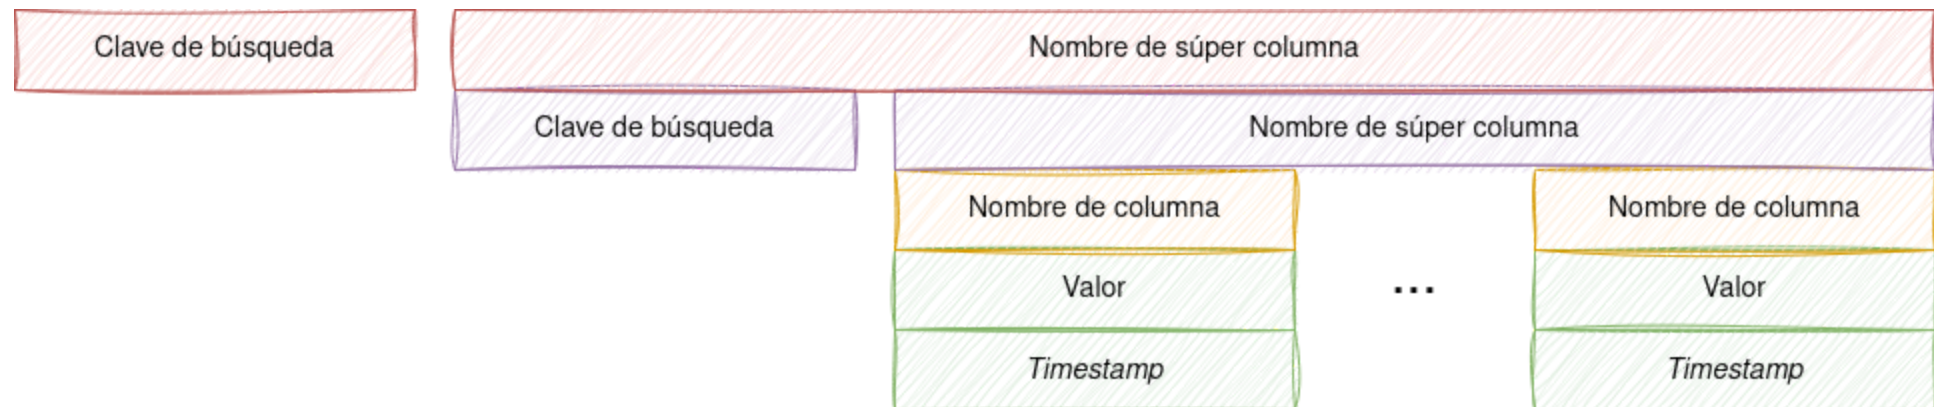 Clave de búsqueda Nombre de súper columna
Clave de búsqueda Nombre de súper columna
Nombre de columna Nombre de columna
Valor ... Valor
Timestamp Timestamp